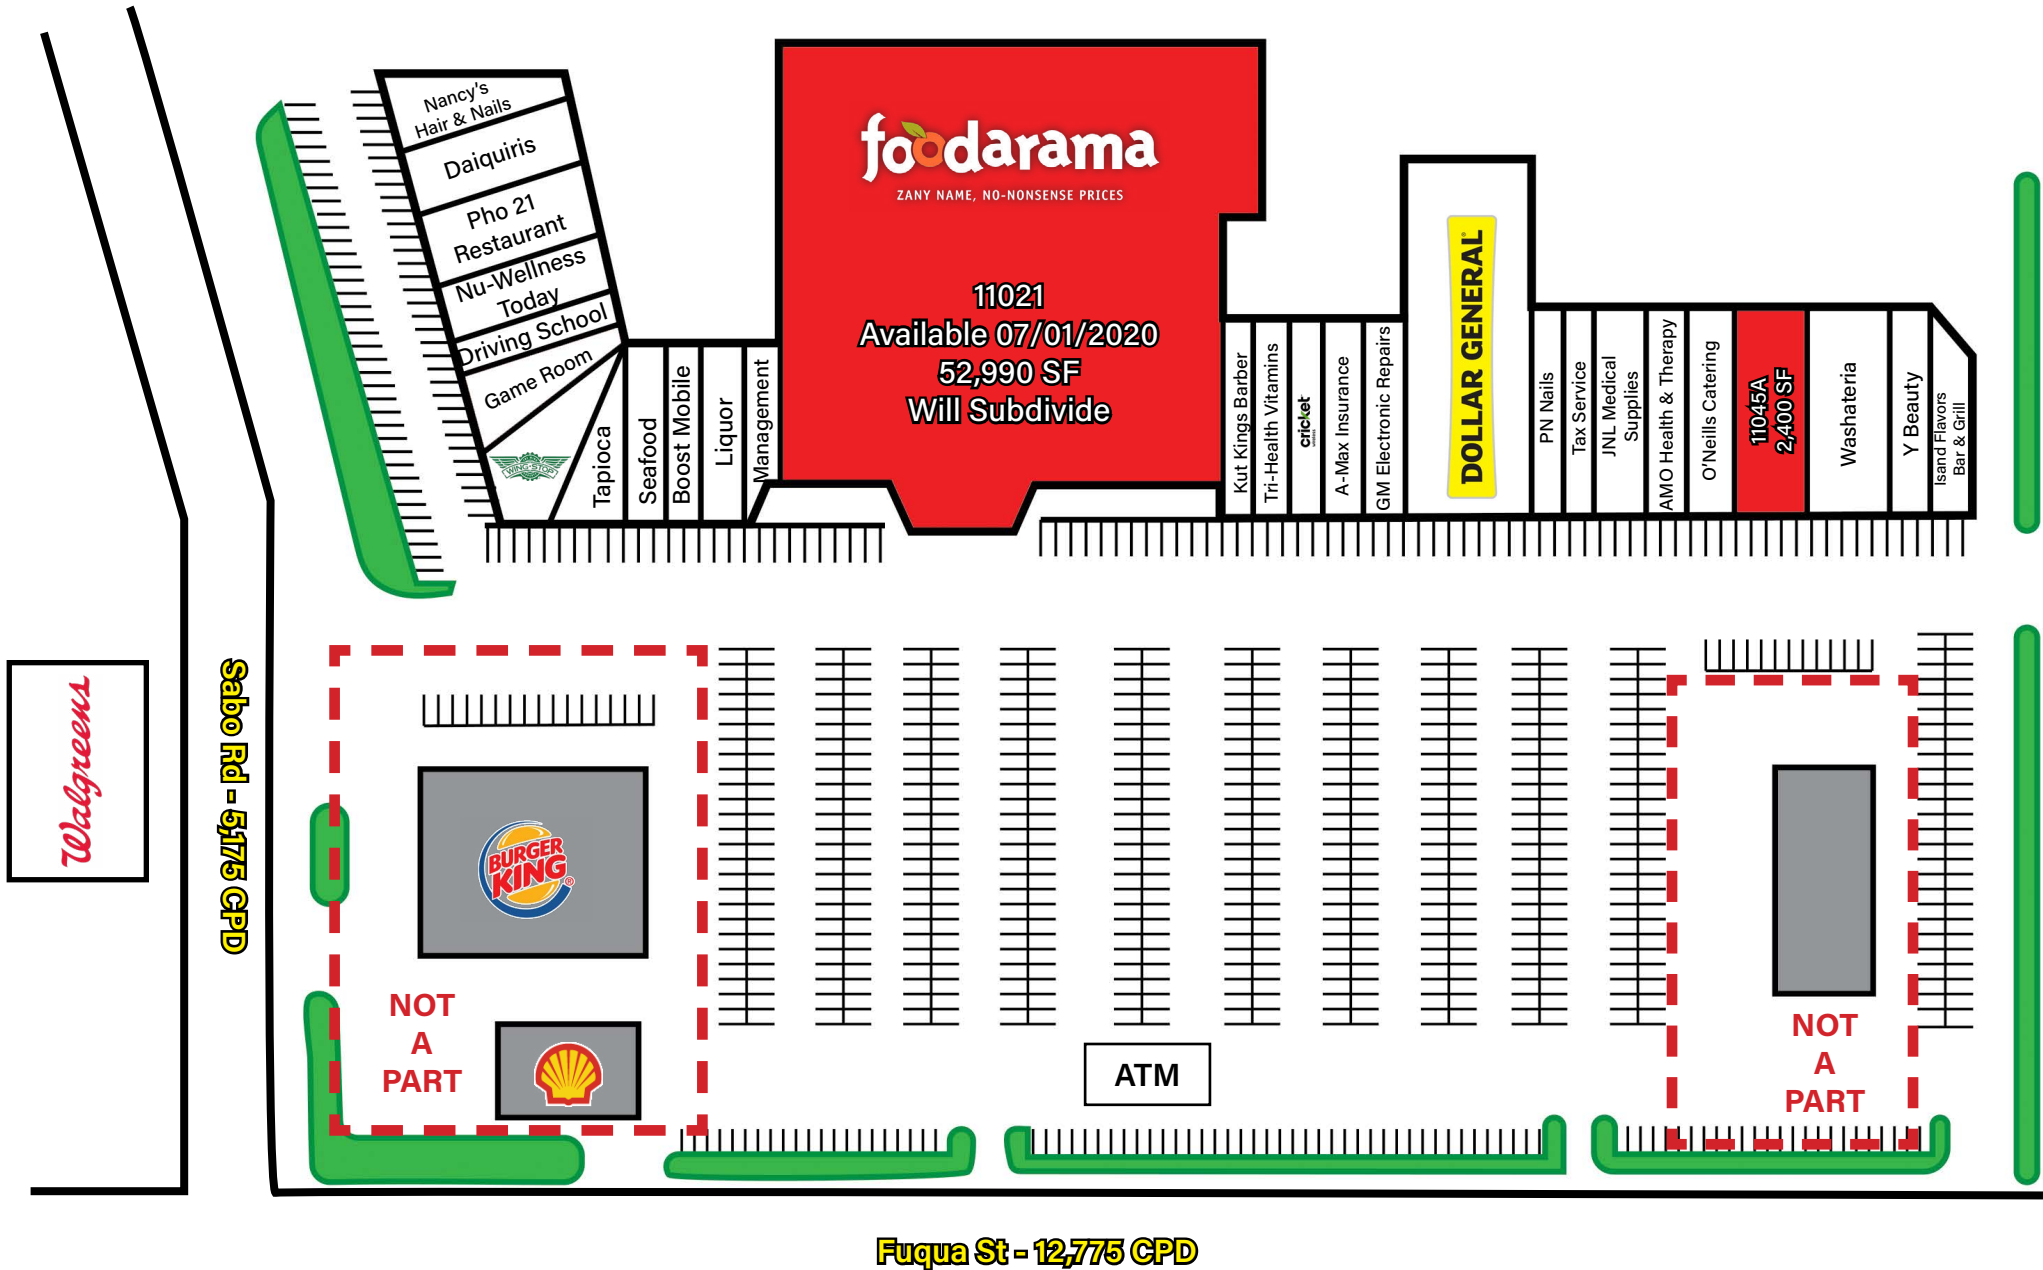 Nancy's
Hair & Nails
Daiquiris
Pho 21
Restaurant
Nu-Wellness
Today
Driving School
Game Room
WING·STOP
Tapioca
Seafood
Boost Mobile
Liquor
Management
foodarama
ZANY NAME, NO-NONSENSE PRICES
11021
Available 07/01/2020
52,990 SF
Will Subdivide
Kut Kings Barber
Tri-Health Vitamins
cricket
A-Max Insurance
GM Electronic Repairs
DOLLAR GENERAL
PN Nails
Tax Service
JNL Medical
Supplies
AMO Health & Therapy
O'Neills Catering
11045A
2,400 SF
Washateria
Y Beauty
Isand Flavors
Bar & Grill
Walgreens
Sabo Rd - 5,175 CPD
BURGER
KING®
NOT
A
PART
ATM
NOT
A
PART
Fuqua St - 12,775 CPD